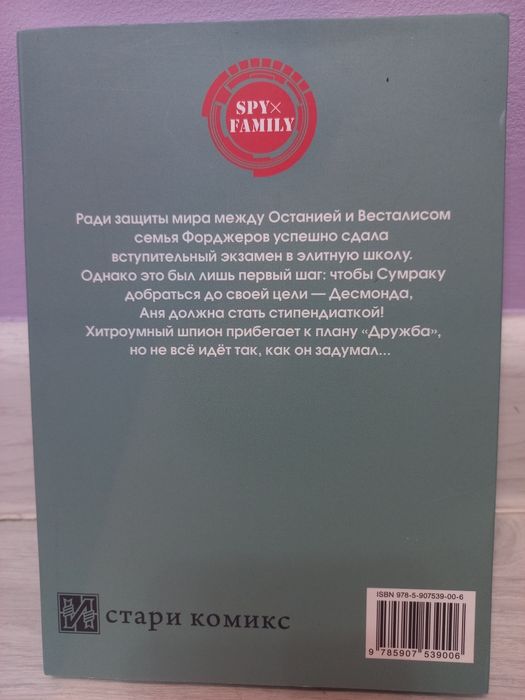 SPY×
FAMILY
Ради защиты мира между Останией и Весталисом
семья Форджеров успешно сдала
вступительный экзамен в элитную школу.
Однако это был лишь первый шаг: чтобы Сумраку
добраться до своей цели — Десмонда,
Аня должна стать стипендиаткой!
Хитроумный шпион прибегает к плану «Дружба»,
но не всё идёт так, как он задумал...
стари комикс
ISBN 978-5-907539-00-6
9 785907 539006